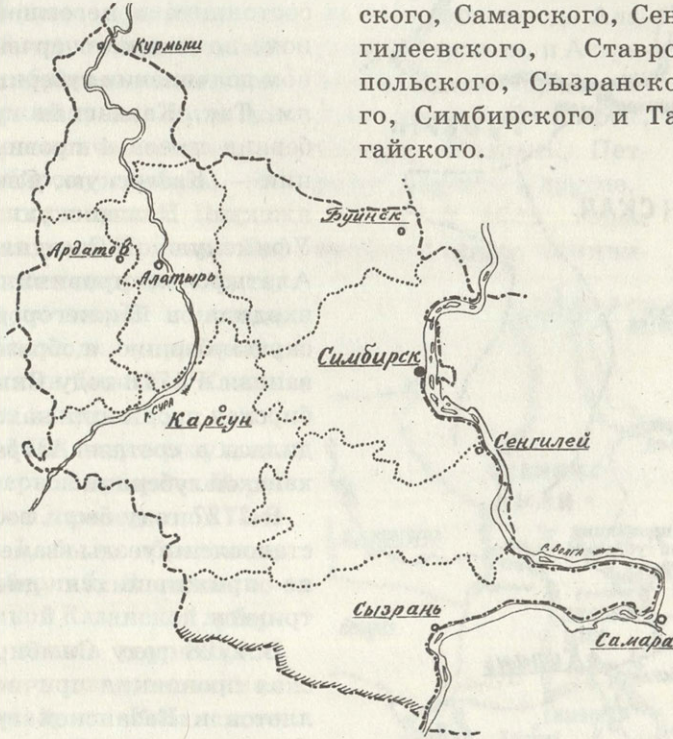 ского, Самарского, Сен-
гилеевского, Ставро-
польского, Сызранско-
го, Симбирского и Та-
гайского.
Курмыш
Буинск
Ардатов
Алатырь
Симбирск
СУРА
Карсун
Сенгилей
р. Волга
Сызрань
Самара